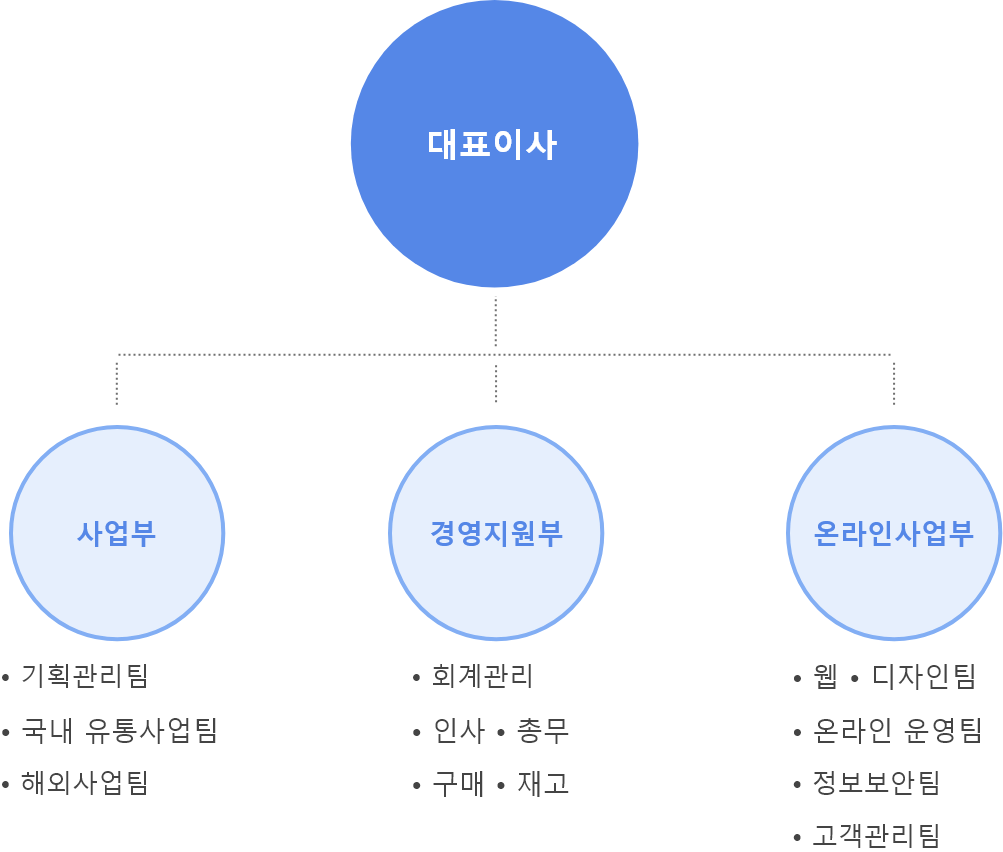 대표이사
사업부
경영지원부
온라인사업부
• 기획관리팀
• 국내 유통사업팀
• 해외사업팀
• 회계관리
• 인사 • 총무
• 구매 • 재고
• 웹 • 디자인팀
• 온라인 운영팀
• 정보보안팀
• 고객관리팀